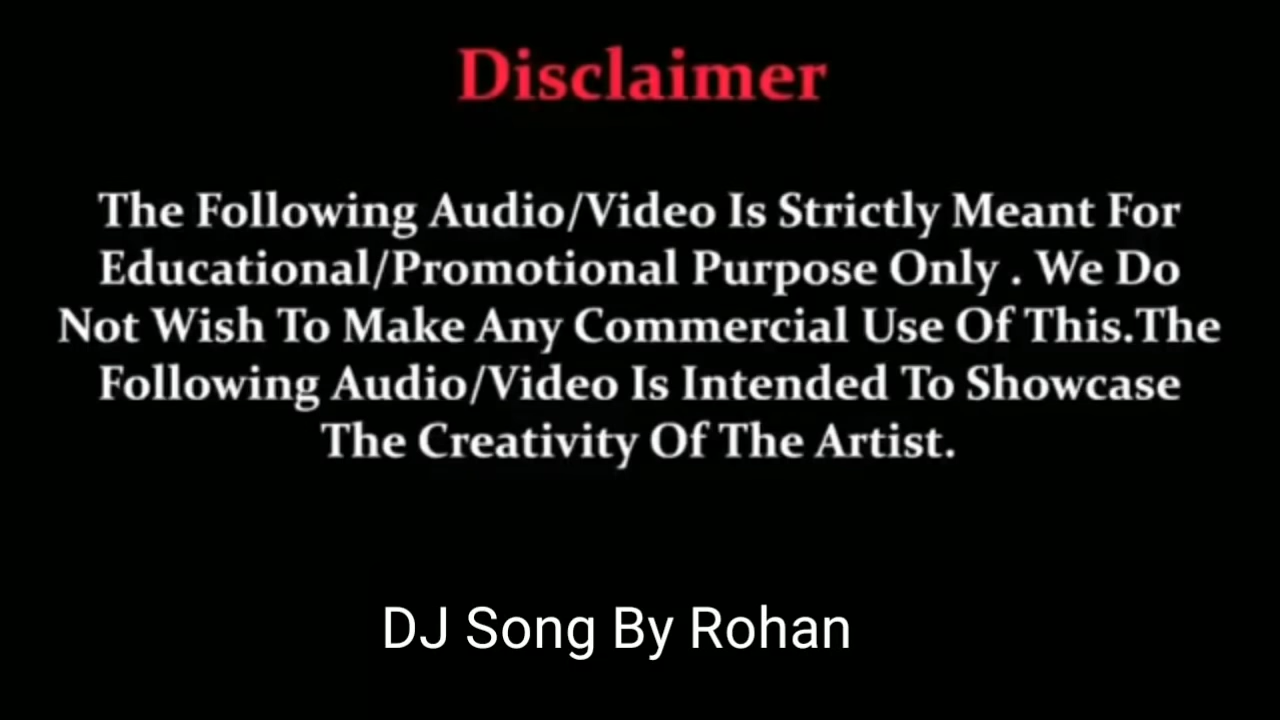 Disclaimer
The Following Audio/Video Is Strictly Meant For
Educational/Promotional Purpose Only . We Do
Not Wish To Make Any Commercial Use Of This.The
Following Audio/Video Is Intended To Showcase
The Creativity Of The Artist.
DJ Song By Rohan